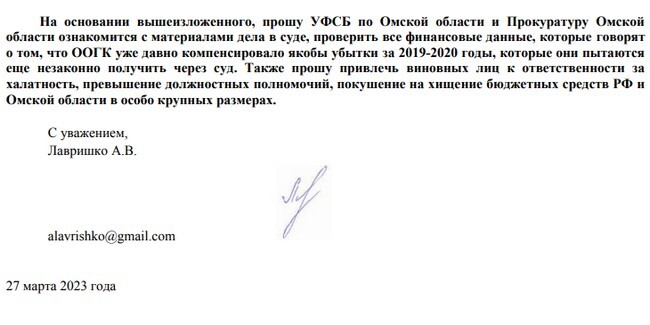 На основании вышеизложенного, прошу УФСБ по Омской области и Прокуратуру Омской
области ознакомится с материалами дела в суде, проверить все финансовые данные, которые говорят
о том, что ООГК уже давно компенсировало якобы убытки за 2019-2020 годы, которые они пытаются
еще незаконно получить через суд. Также прошу привлечь виновных лиц к ответственности за
халатность, превышение должностных полномочий, покушение на хищение бюджетных средств РФ и
Омской области в особо крупных размерах.
С уважением,
Лавришко А.В.
alavrishko@gmail.com
27 марта 2023 года